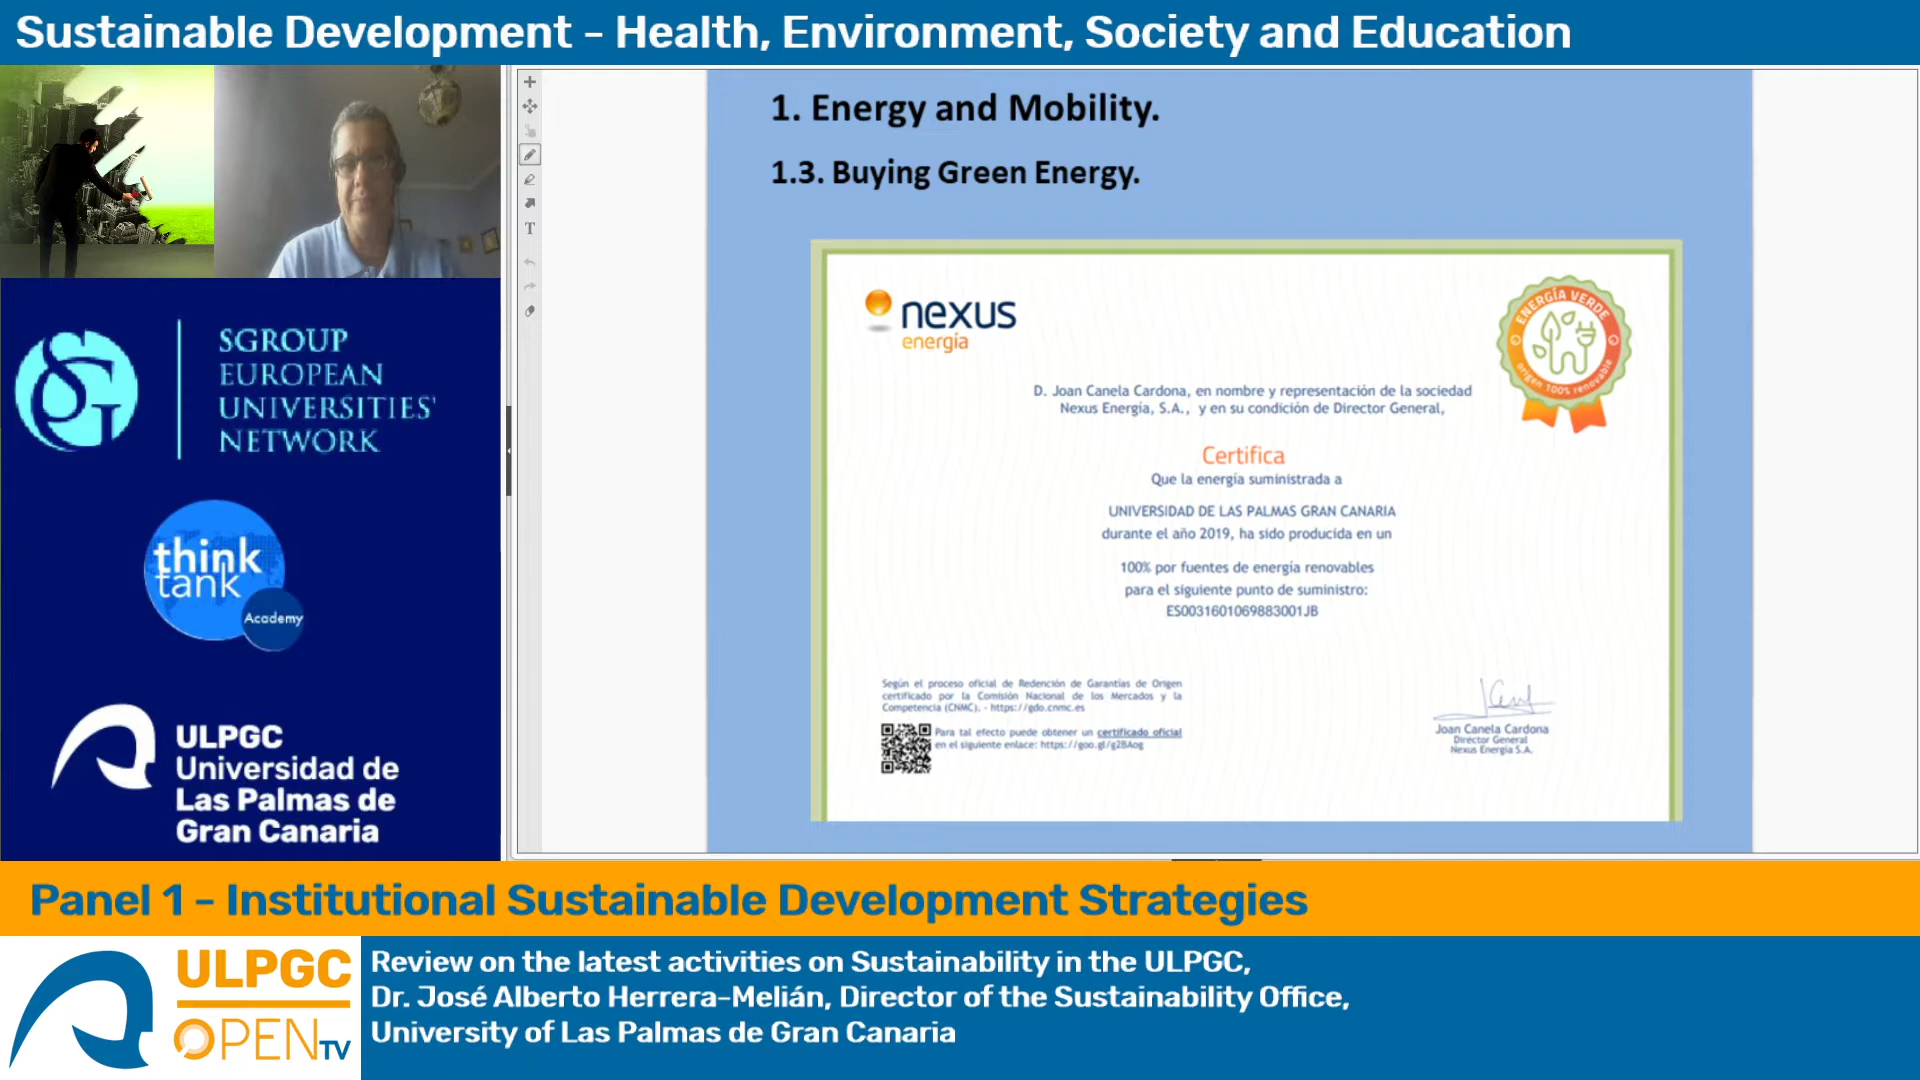 Sustainable Development - Health, Environment, Society and Education
SGROUP
EUROPEAN
UNIVERSITIES'
NETWORK
think
tank
Academy
ULPGC
Universidad de
Las Palmas de
Gran Canaria
1. Energy and Mobility.
1.3. Buying Green Energy.
nexus
energía
ENERGÍA VERDE
origen 100% renovable
D. Joan Canela Cardona, en nombre y representación de la sociedad
Nexus Energía, S.A., y en su condición de Director General,
Certifica
Que la energía suministrada a
UNIVERSIDAD DE LAS PALMAS GRAN CANARIA
durante el año 2019, ha sido producida en un
100% por fuentes de energía renovables
para el siguiente punto de suministro:
ES0031601069883001JB
Según el proceso oficial de Redención de Garantías de Origen
certificado por la Comisión Nacional de los Mercados y la
Competencia (CNMC). - https://gdo.cnmc.es
Para tal efecto puede obtener un certificado oficial
en el siguiente enlace: https://goo.gl/g2BAog
Joan Canela Cardona
Director General
Nexus Energía S.A.
Panel 1 - Institutional Sustainable Development Strategies
ULPGC
OPENTV
Review on the latest activities on Sustainability in the ULPGC,
Dr. José Alberto Herrera-Melián, Director of the Sustainability Office,
University of Las Palmas de Gran Canaria